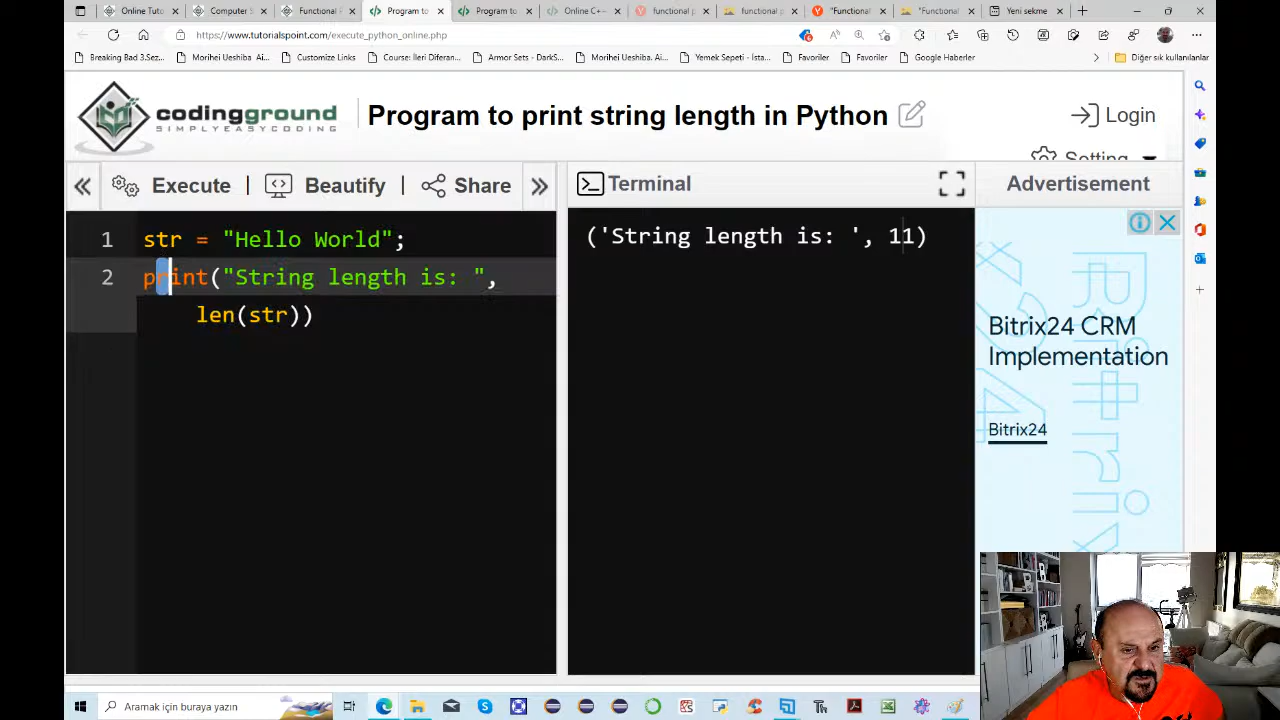 Online Tuto
Computer S
Functional P
Program to
Program to
Online C++
functional p
functional p
"Functional
"Functional
Yeni sekme
https://www.tutorialspoint.com/execute_python_online.php
Breaking Bad 3.Sez...
Morihei Ueshiba. Ai...
Customize Links
Course: İleri Diferan...
Armor Sets - DarkS...
Morihei Ueshiba. Ai...
Yemek Sepeti - İsta...
Favoriler
Favoriler
Google Haberler
Diğer sık kullanılanlar
codingground
SIMPLYEASYCODING
Program to print string length in Python
Login
Setting
Execute | Beautify | Share
Terminal
Advertisement
1 str = "Hello World";
2 print("String length is: ",
len(str))
('String length is: ', 11)
Bitrix24 CRM
Implementation
Bitrix24
Aramak için buraya yazın